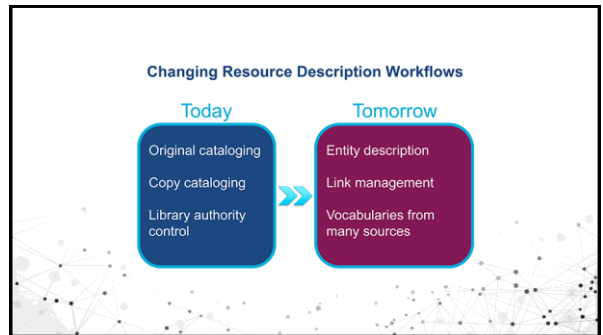 Changing Resource Description Workflows
Today
Original cataloging
Copy cataloging
Library authority
control
Tomorrow
Entity description
Link management
Vocabularies from
many sources